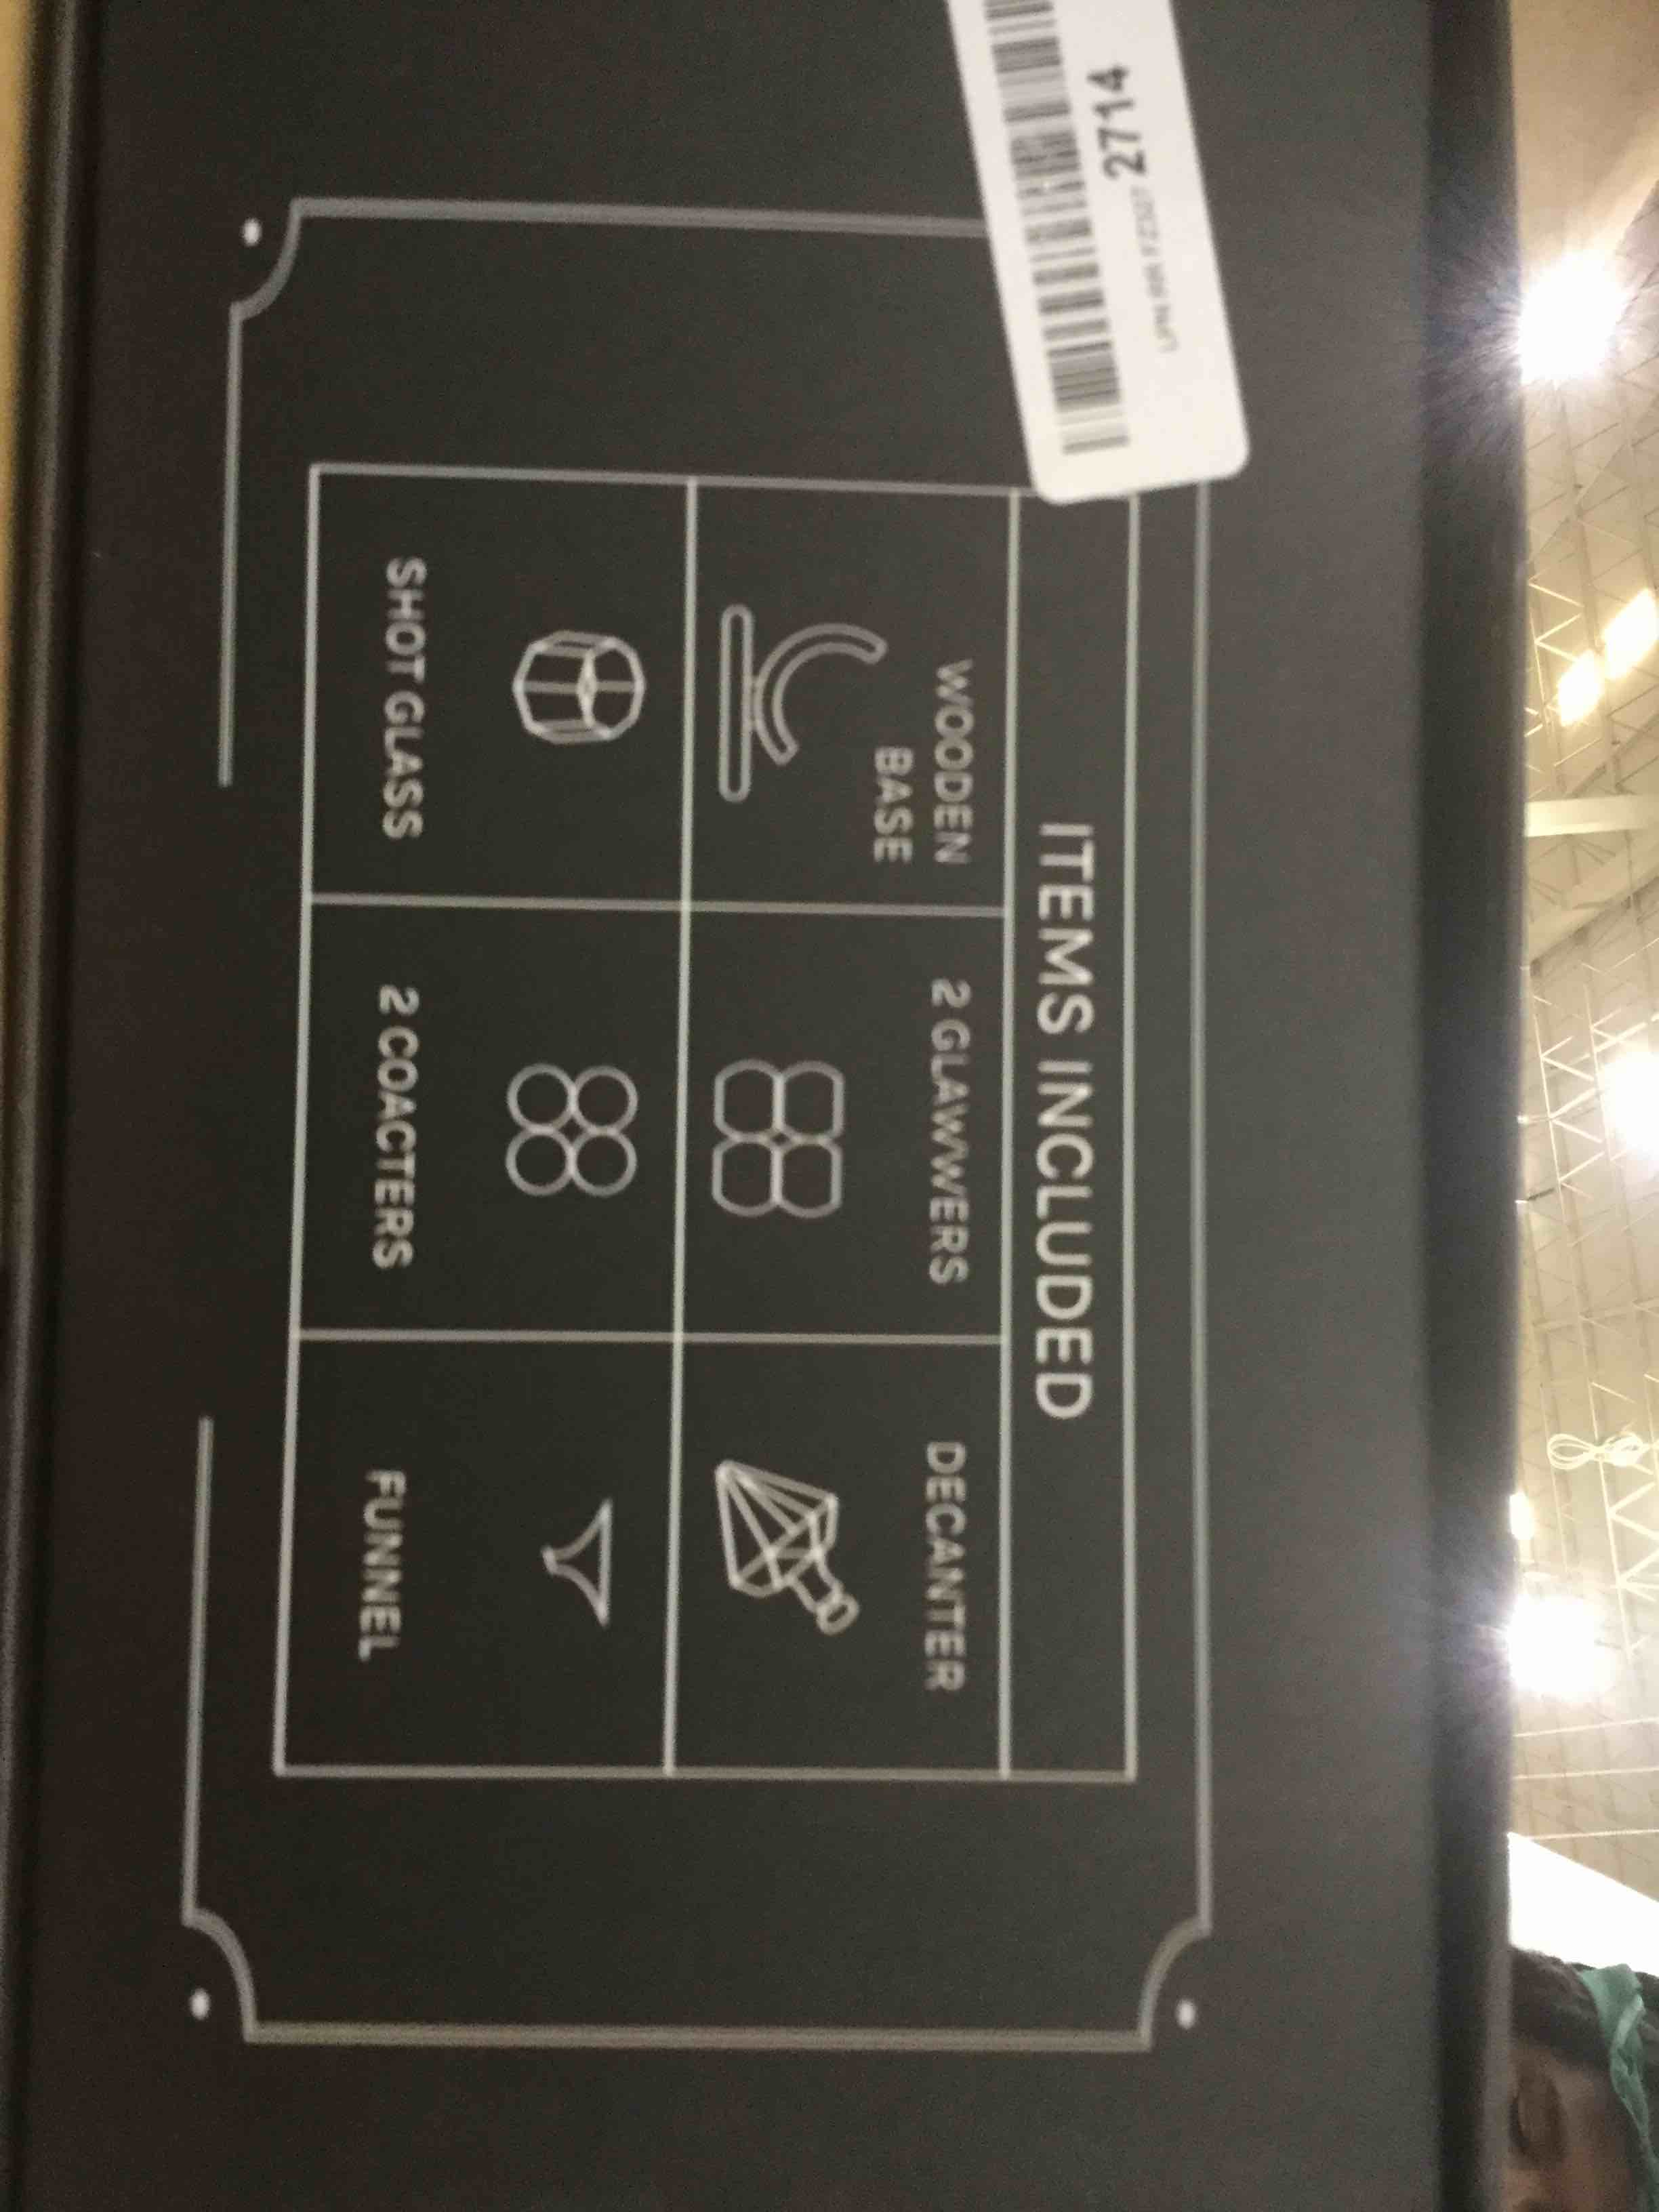 2714
ITEMS INCLUDED
WOODEN
BASE
2 GLAWWERS
DECANTER
SHOT GLASS
2 COACTERS
FUNNEL